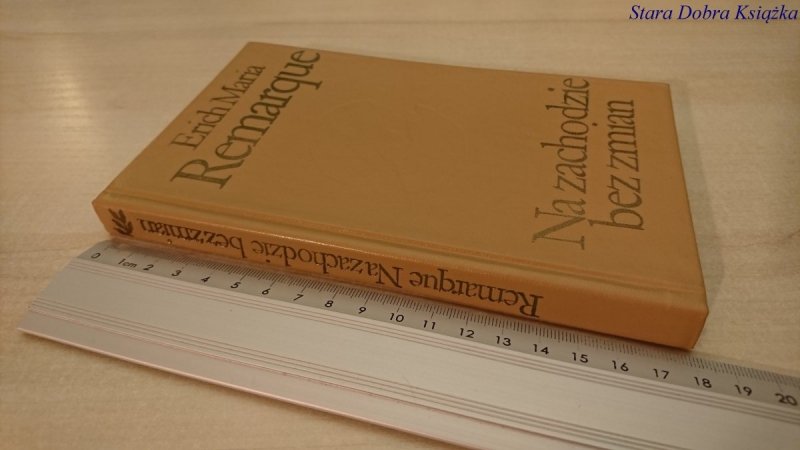 Stara Dobra Książka
Erich Maria
Remarque
Na zachodzie
bez zmian
Remarque Na zachodzie bez zmian
0 1cm 2 3 4 5 6 7 8 9 10 11 12 13 14 15 16 17 18 19 20